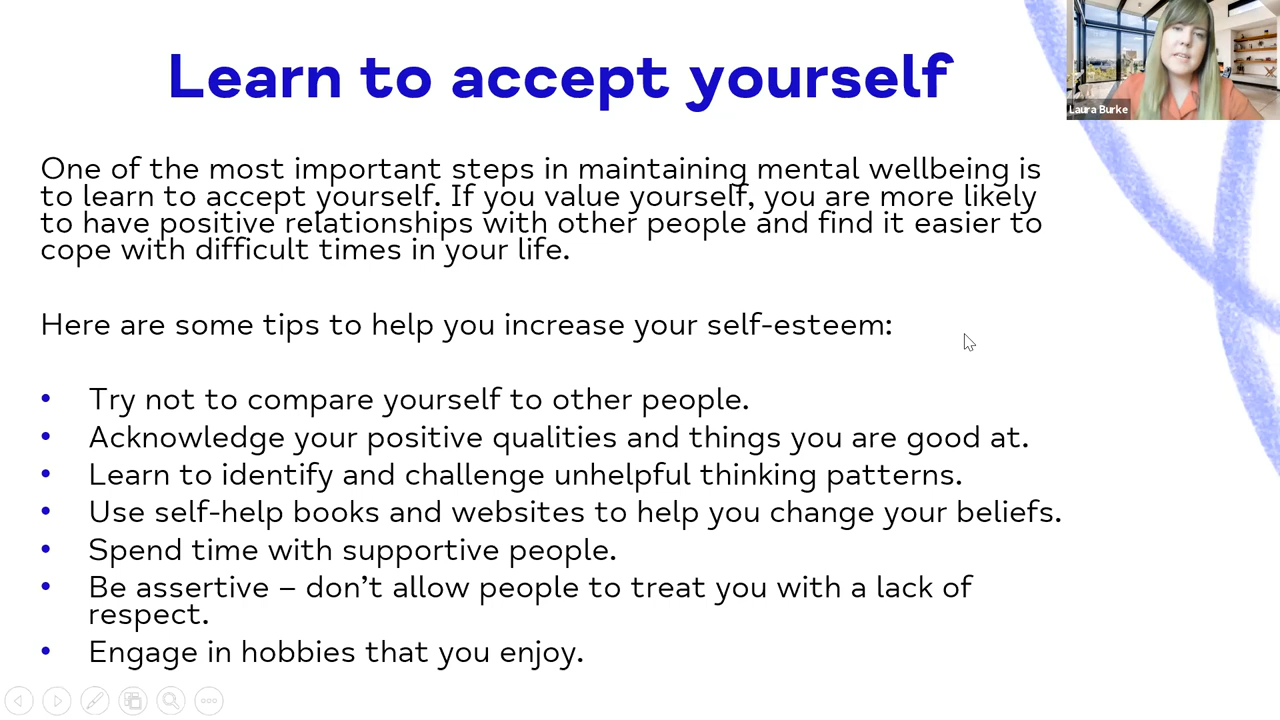 Learn to accept yourself
Laura Burke
One of the most important steps in maintaining mental wellbeing is
to learn to accept yourself. If you value yourself, you are more likely
to have positive relationships with other people and find it easier to
cope with difficult times in your life.
Here are some tips to help you increase your self-esteem:
• Try not to compare yourself to other people.
• Acknowledge your positive qualities and things you are good at.
• Learn to identify and challenge unhelpful thinking patterns.
• Use self-help books and websites to help you change your beliefs.
• Spend time with supportive people.
• Be assertive – don’t allow people to treat you with a lack of
respect.
• Engage in hobbies that you enjoy.